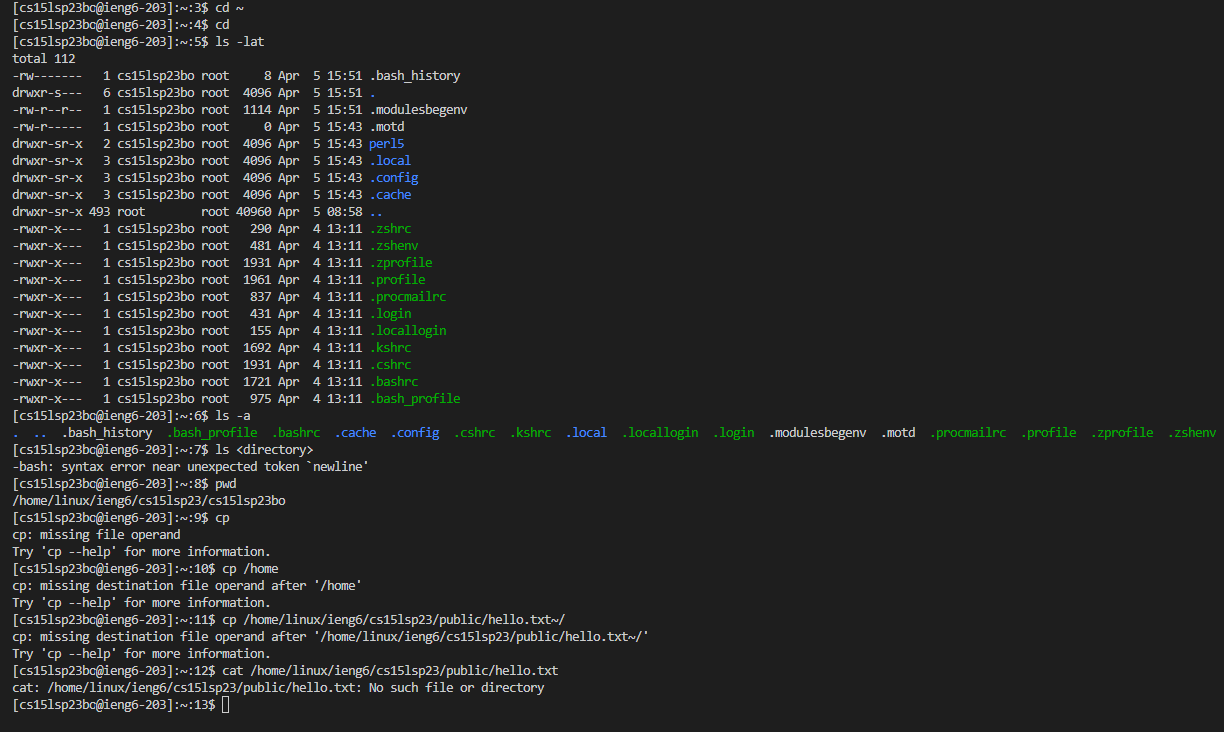 [cs15lsp23bo@ieng6-203]:~:3$ cd ~
[cs15lsp23bo@ieng6-203]:~:4$ cd
[cs15lsp23bo@ieng6-203]:~:5$ ls -lat
total 112
-rw-------   1 cs15lsp23bo root     8 Apr  5 15:51 .bash_history
drwxr-s---   6 cs15lsp23bo root  4096 Apr  5 15:51 .
-rw-r--r--   1 cs15lsp23bo root  1114 Apr  5 15:51 .modulesbegenv
-rw-r-----   1 cs15lsp23bo root     0 Apr  5 15:43 .motd
drwxr-sr-x   2 cs15lsp23bo root  4096 Apr  5 15:43 perl5
drwxr-sr-x   3 cs15lsp23bo root  4096 Apr  5 15:43 .local
drwxr-sr-x   3 cs15lsp23bo root  4096 Apr  5 15:43 .config
drwxr-sr-x   3 cs15lsp23bo root  4096 Apr  5 15:43 .cache
drwxr-sr-x 493 root        root 40960 Apr  5 08:58 ..
-rwxr-x---   1 cs15lsp23bo root   290 Apr  4 13:11 .zshrc
-rwxr-x---   1 cs15lsp23bo root   481 Apr  4 13:11 .zshenv
-rwxr-x---   1 cs15lsp23bo root  1931 Apr  4 13:11 .zprofile
-rwxr-x---   1 cs15lsp23bo root  1961 Apr  4 13:11 .profile
-rwxr-x---   1 cs15lsp23bo root   837 Apr  4 13:11 .procmailrc
-rwxr-x---   1 cs15lsp23bo root   431 Apr  4 13:11 .login
-rwxr-x---   1 cs15lsp23bo root   155 Apr  4 13:11 .locallogin
-rwxr-x---   1 cs15lsp23bo root  1692 Apr  4 13:11 .kshrc
-rwxr-x---   1 cs15lsp23bo root  1931 Apr  4 13:11 .cshrc
-rwxr-x---   1 cs15lsp23bo root  1721 Apr  4 13:11 .bashrc
-rwxr-x---   1 cs15lsp23bo root   975 Apr  4 13:11 .bash_profile
[cs15lsp23bo@ieng6-203]:~:6$ ls -a
.  ..  .bash_history  .bash_profile  .bashrc  .cache  .config  .cshrc  .kshrc  .local  .locallogin  .login  .modulesbegenv  .motd  .procmailrc  .profile  .zprofile  .zshenv
[cs15lsp23bo@ieng6-203]:~:7$ ls <directory>
-bash: syntax error near unexpected token `newline'
[cs15lsp23bo@ieng6-203]:~:8$ pwd
/home/linux/ieng6/cs15lsp23/cs15lsp23bo
[cs15lsp23bo@ieng6-203]:~:9$ cp
cp: missing file operand
Try 'cp --help' for more information.
[cs15lsp23bo@ieng6-203]:~:10$ cp /home
cp: missing destination file operand after '/home'
Try 'cp --help' for more information.
[cs15lsp23bo@ieng6-203]:~:11$ cp /home/linux/ieng6/cs15lsp23/public/hello.txt~/
cp: missing destination file operand after '/home/linux/ieng6/cs15lsp23/public/hello.txt~/'
Try 'cp --help' for more information.
[cs15lsp23bo@ieng6-203]:~:12$ cat /home/linux/ieng6/cs15lsp23/public/hello.txt
cat: /home/linux/ieng6/cs15lsp23/public/hello.txt: No such file or directory
[cs15lsp23bo@ieng6-203]:~:13$